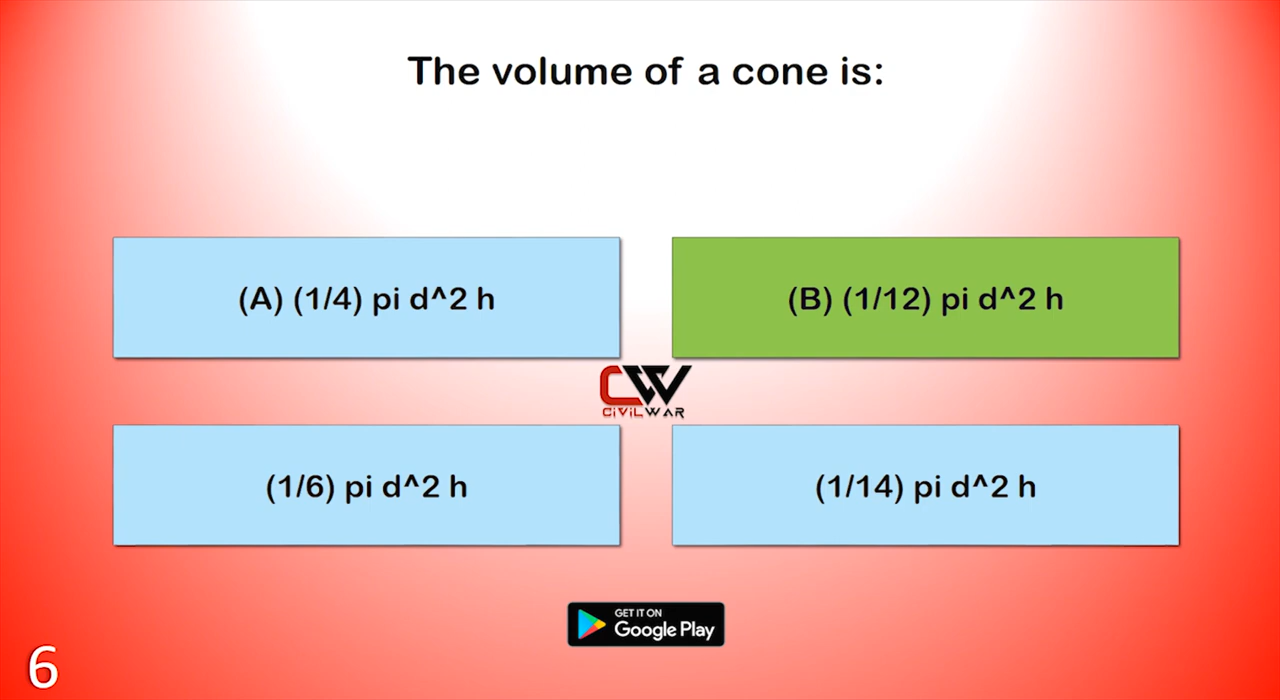 The volume of a cone is:
(A) (1/4) pi d^2 h
(B) (1/12) pi d^2 h
CW
CiViLWAR
(1/6) pi d^2 h
(1/14) pi d^2 h
GET IT ON
Google Play
6